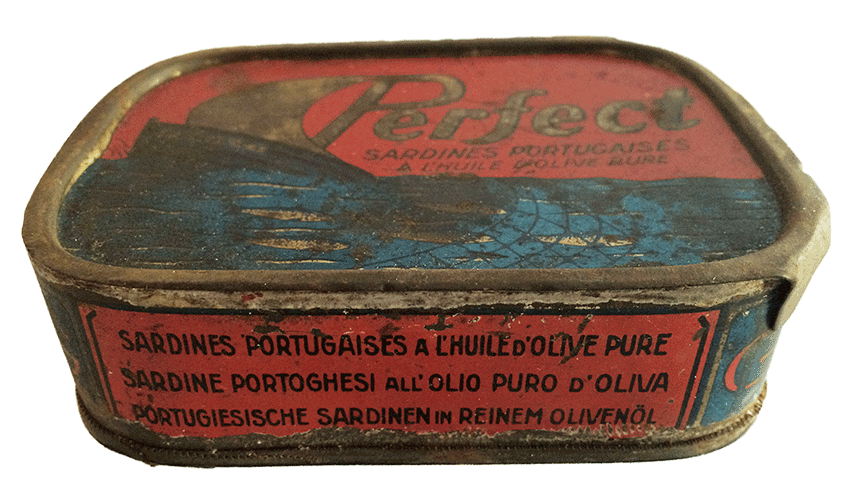 Perfect
SARDINES PORTUGAISES
A L'HUILE D'OLIVE PURE
SARDINES PORTUGAISES A L'HUILE D'OLIVE PURE
SARDINE PORTOGHESI ALL'OLIO PURO D'OLIVA
PORTUGIESISCHE SARDINEN IN REINEM OLIVENÖL